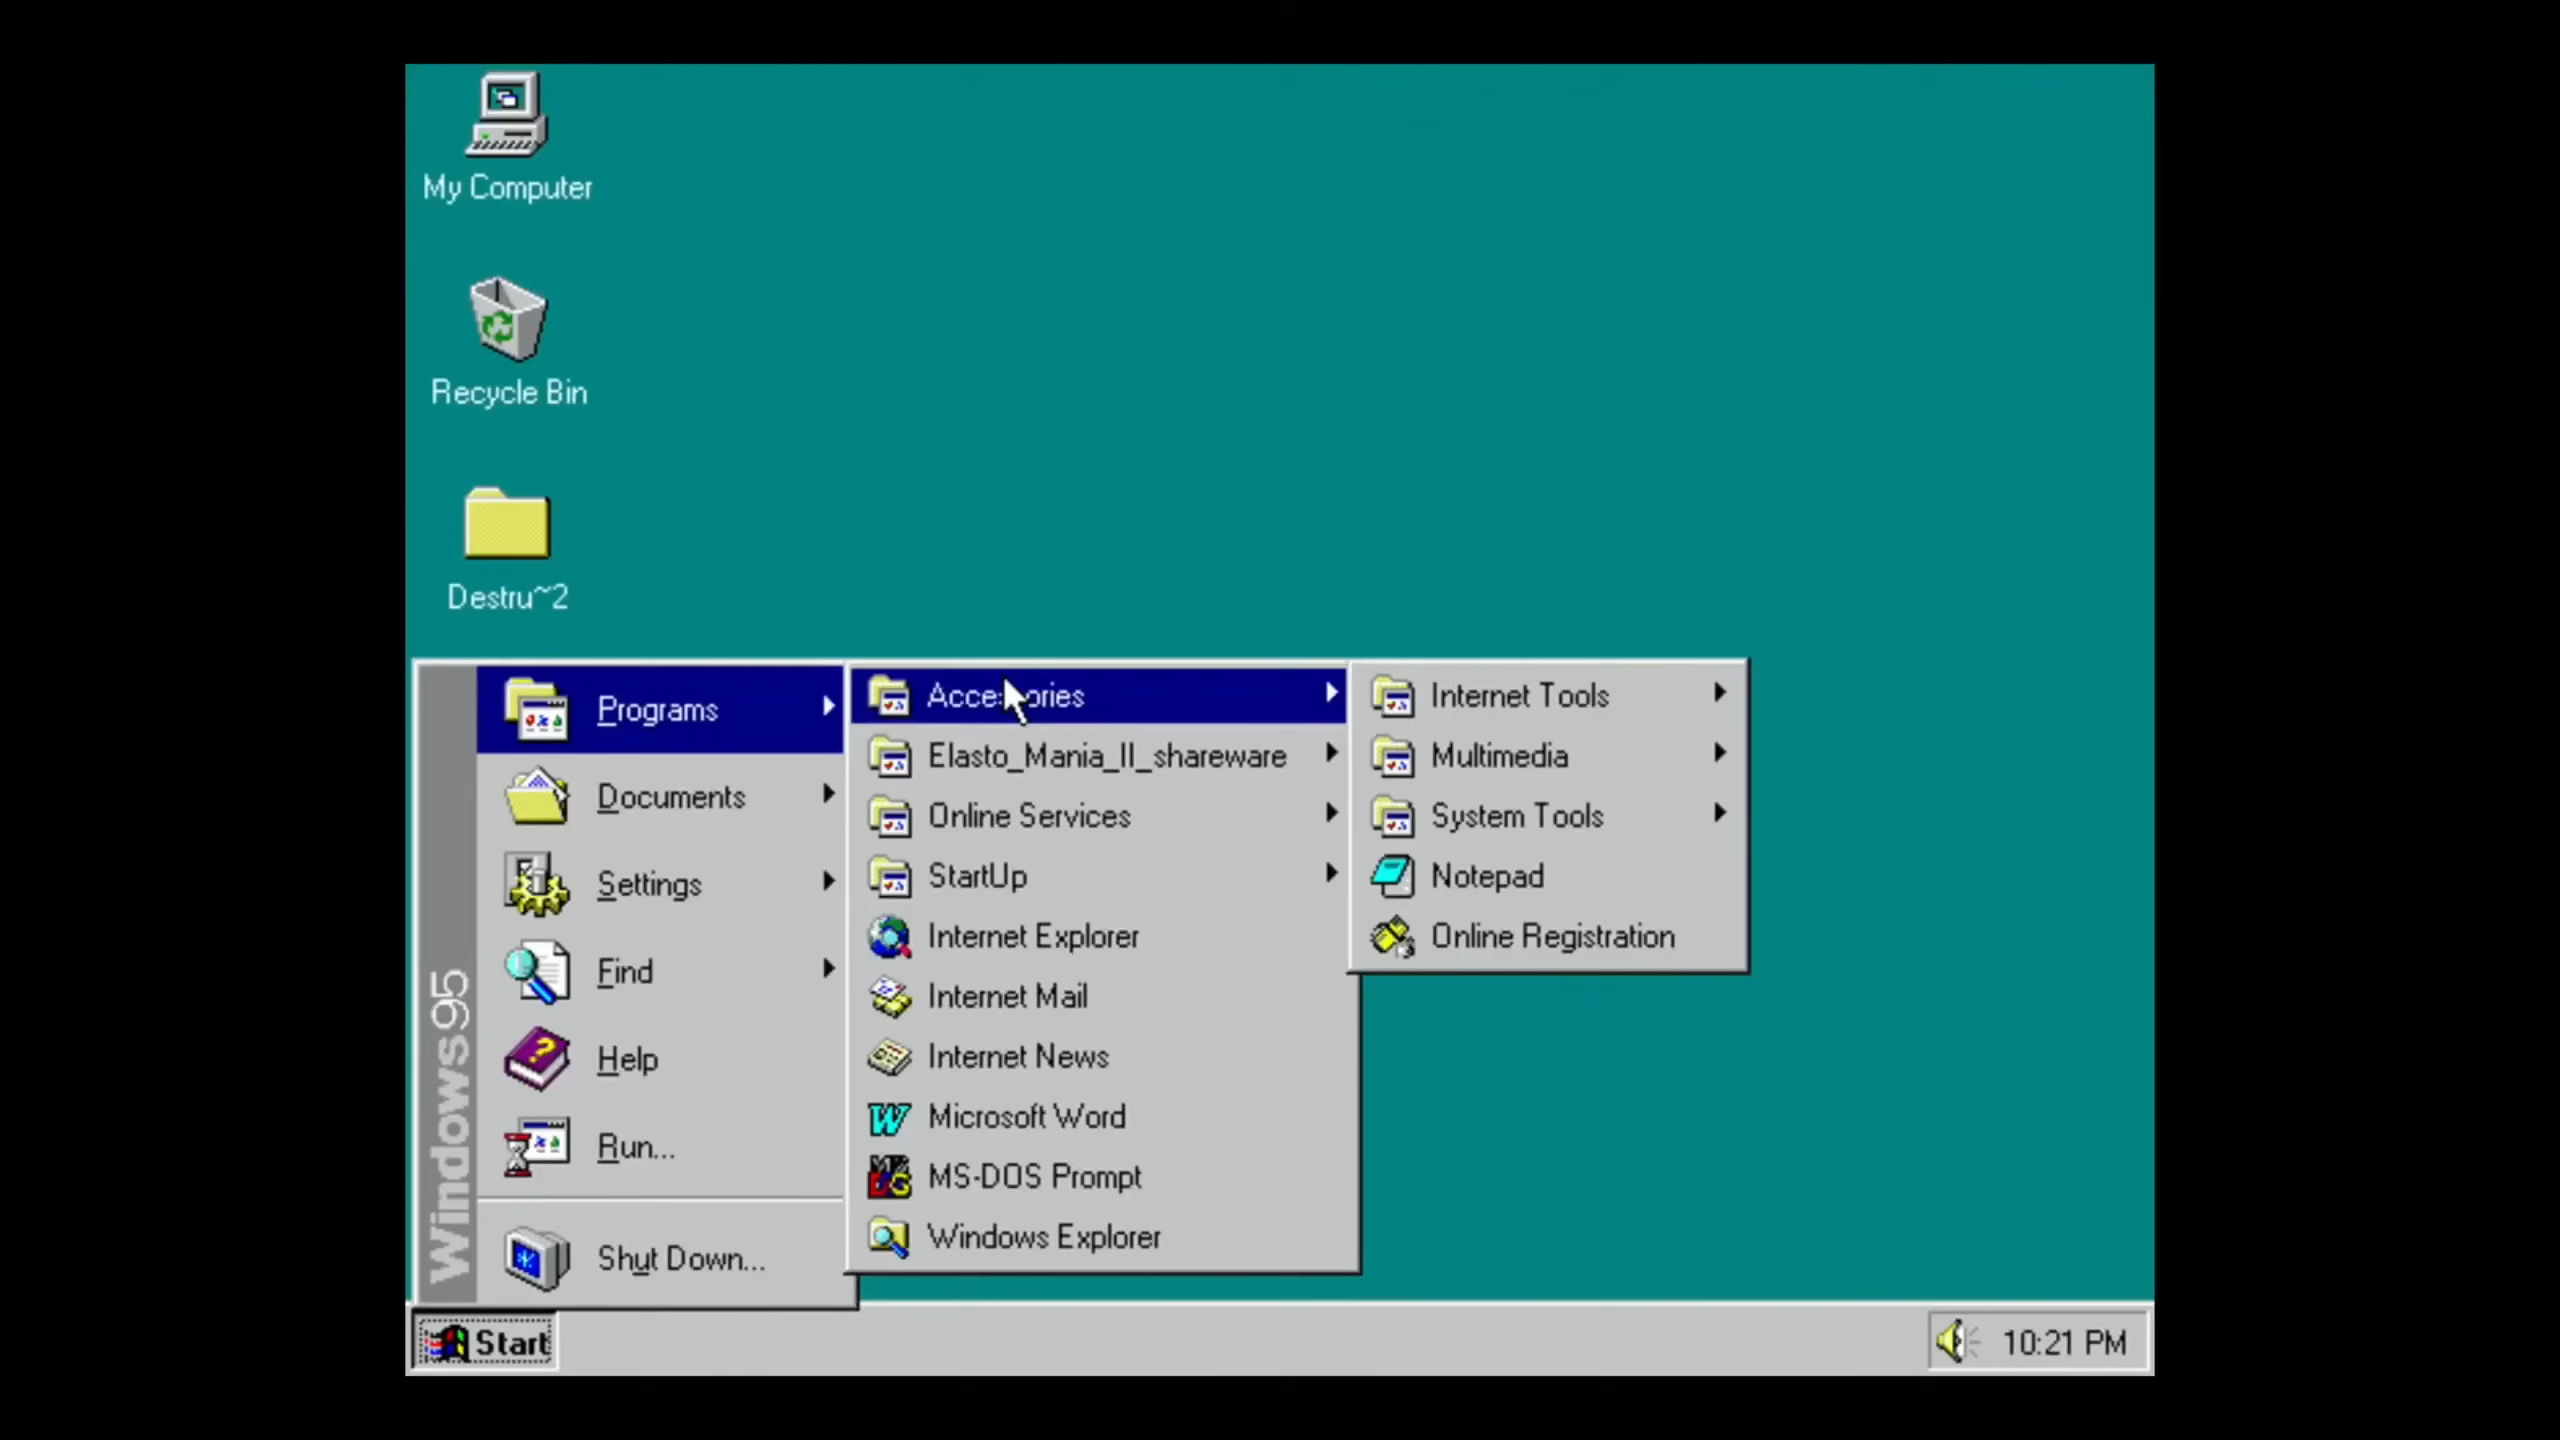 My Computer
Recycle Bin
Destru~2
Programs
Documents
Settings
Find
Help
Run...
Shut Down...
Windows95
Accessories
Elasto_Mania_II_shareware
Online Services
StartUp
Internet Explorer
Internet Mail
Internet News
Microsoft Word
MS-DOS Prompt
Windows Explorer
Internet Tools
Multimedia
System Tools
Notepad
Online Registration
Start
10:21 PM